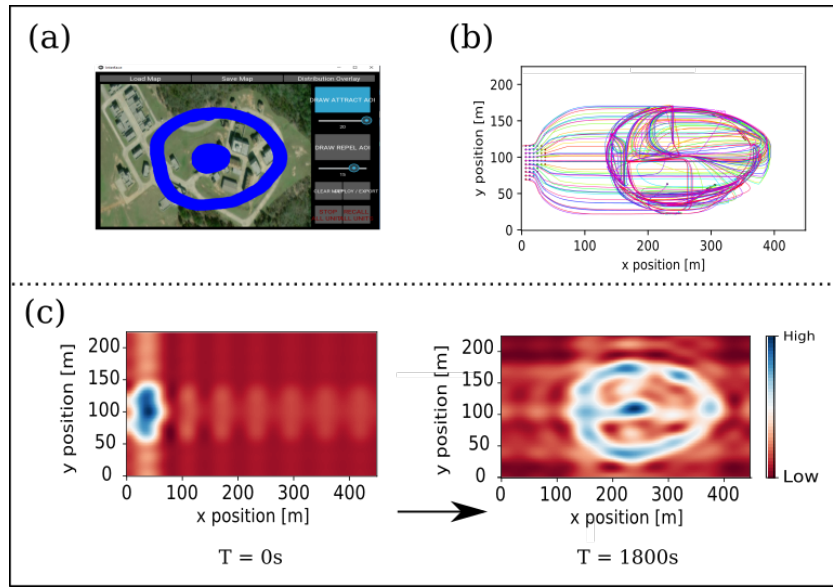 (a)
Load Map Save Map Distribution Overlay
DRAW ATTRACT AOI
DRAW REPEL AOI
(b)
y position [m]
200
150
100
50
0
0 100 200 300 400
x position [m]
(c)
y position [m]
200
150
100
50
0
0 100 200 300 400
x position [m]
T = 0s
y position [m]
200
150
100
50
0
0 100 200 300 400
x position [m]
T = 1800s
High
Low